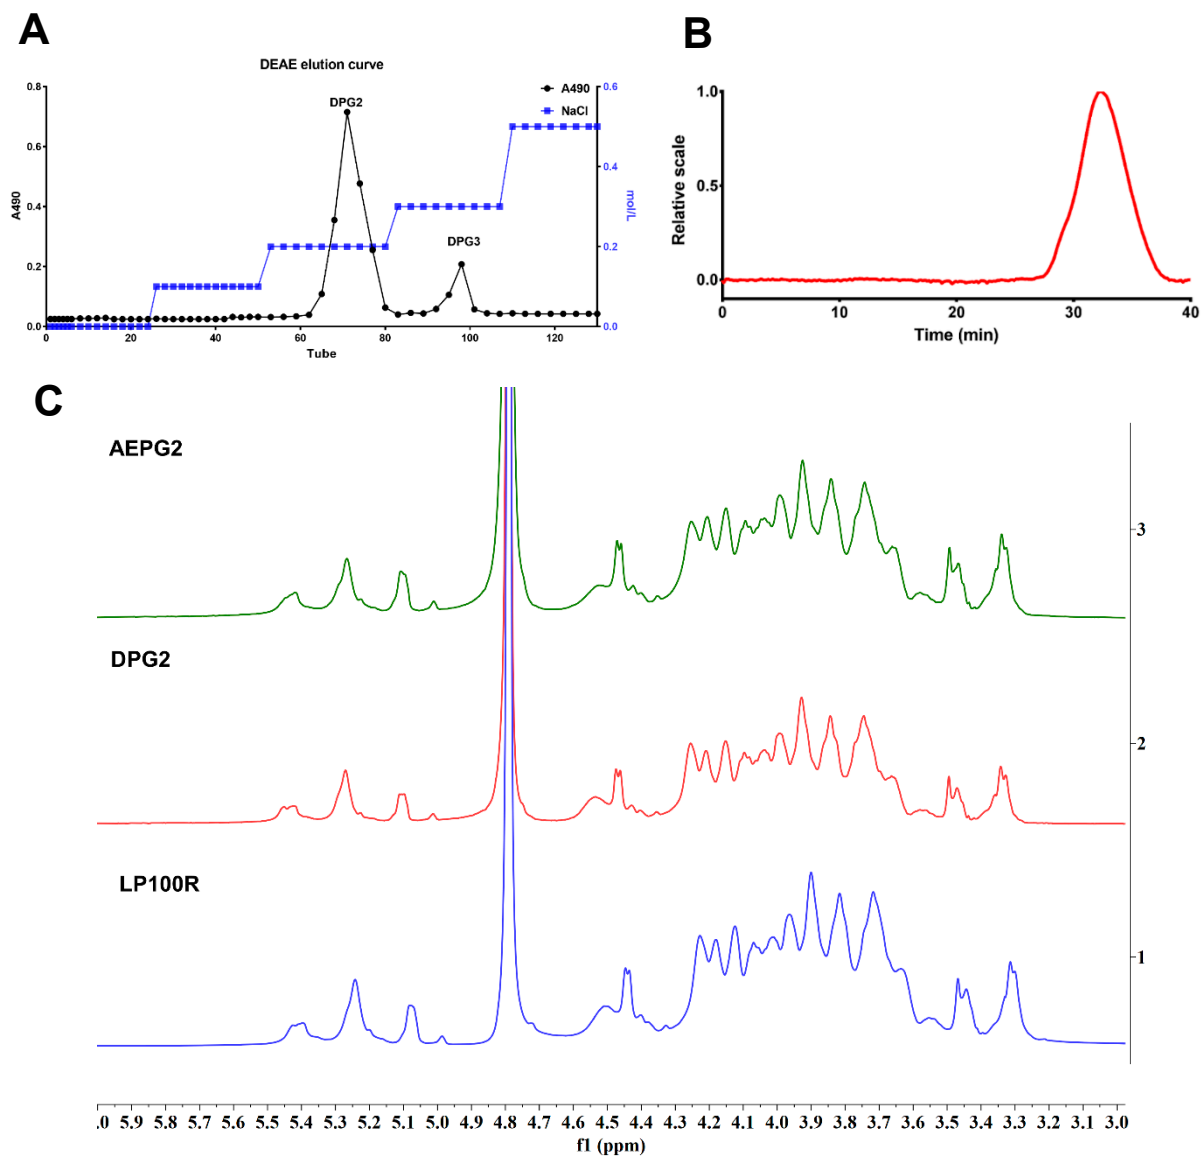 A
DEAE elution curve
A490
NaCl
DPG2
DPG3
0.8
0.6
0.4
0.2
0.0
A490
0.6
0.4
0.2
0.0
mol/L
0 20 40 60 80 100 120
Tube
B
1.0
0.5
0.0
Relative scale
0 10 20 30 40
Time (min)
C
AEPG2
DPG2
LP100R
3
2
1
.0 5.9 5.8 5.7 5.6 5.5 5.4 5.3 5.2 5.1 5.0 4.9 4.8 4.7 4.6 4.5 4.4 4.3 4.2 4.1 4.0 3.9 3.8 3.7 3.6 3.5 3.4 3.3 3.2 3.1 3.0
f1 (ppm)